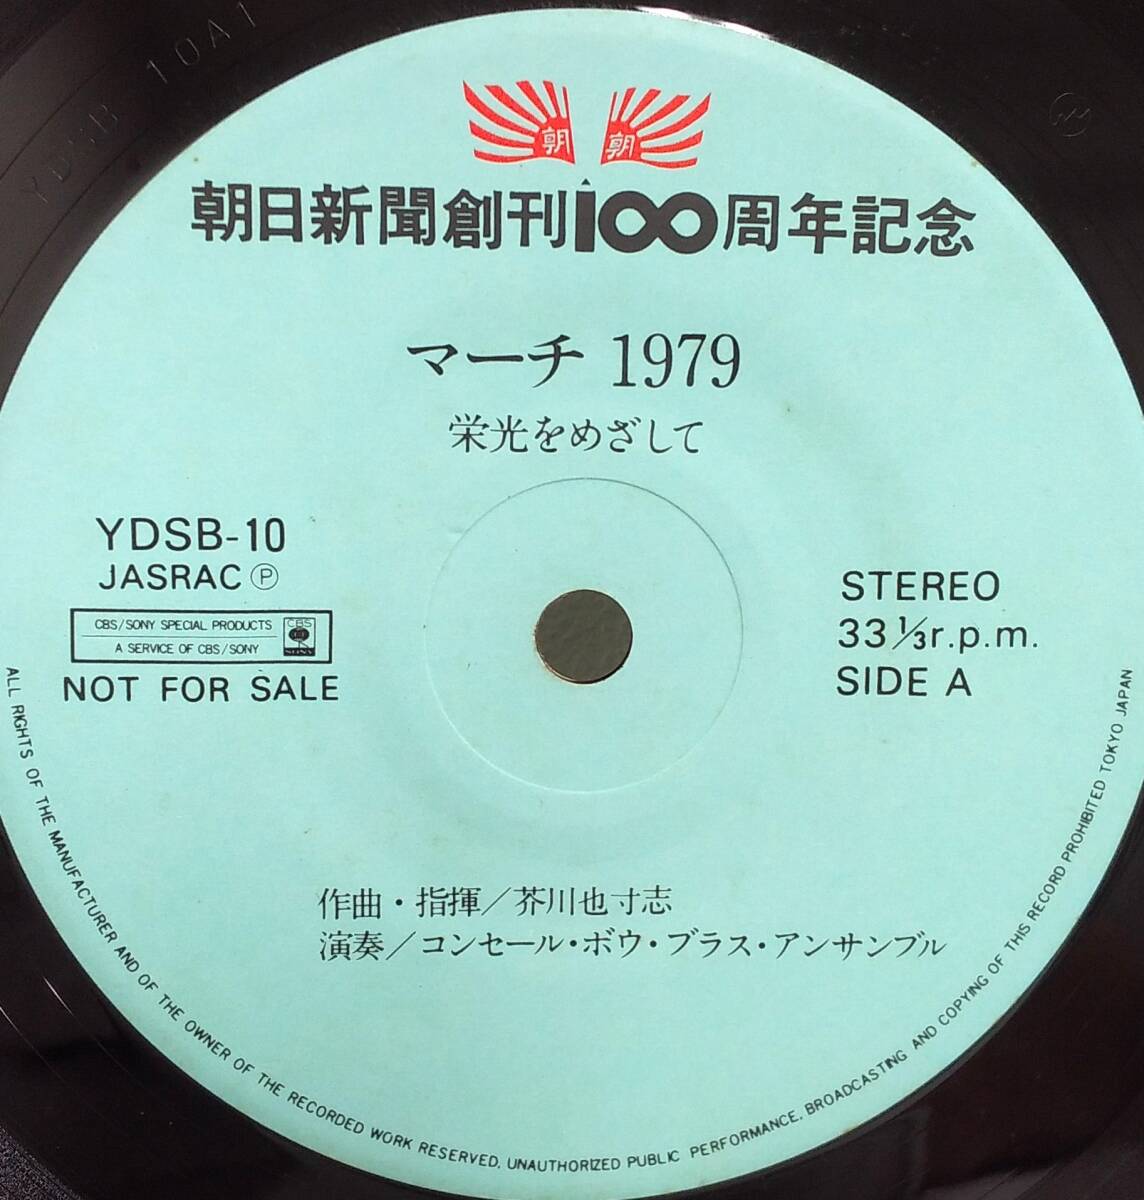 YDSB 10A1
朝 朝
朝日新聞創刊100周年記念
マーチ 1979
栄光をめざして
YDSB-10
JASRAC Ⓟ
CBS/SONY SPECIAL PRODUCTS
A SERVICE OF CBS/SONY
CBS
SONY
NOT FOR SALE
STEREO
33⅓r.p.m.
SIDE A
作曲・指揮/芥川也寸志
演奏/コンセール・ボウ・ブラス・アンサンブル
ALL RIGHTS OF THE MANUFACTURER AND OF THE OWNER OF THE RECORDED WORK RESERVED. UNAUTHORIZED PUBLIC PERFORMANCE, BROADCASTING AND COPYING OF THIS RECORD PROHIBITED TOKYO JAPAN